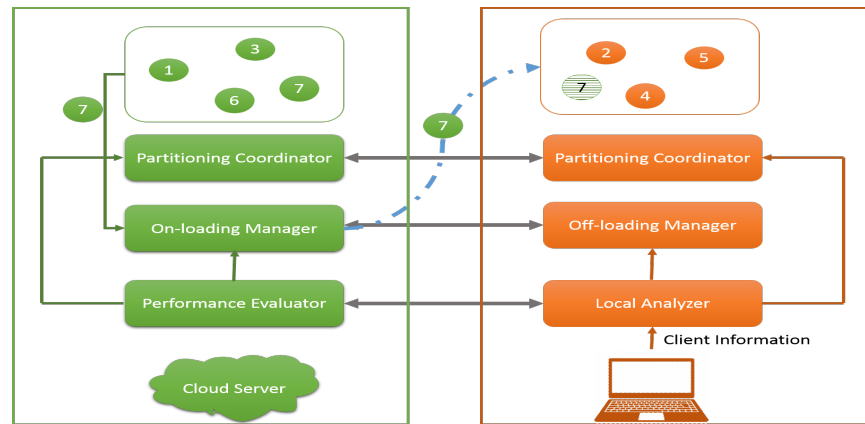 3
1
7
6
7
Partitioning Coordinator
On-loading Manager
Performance Evaluator
Cloud Server
7
2
5
7
4
Partitioning Coordinator
Off-loading Manager
Local Analyzer
Client Information